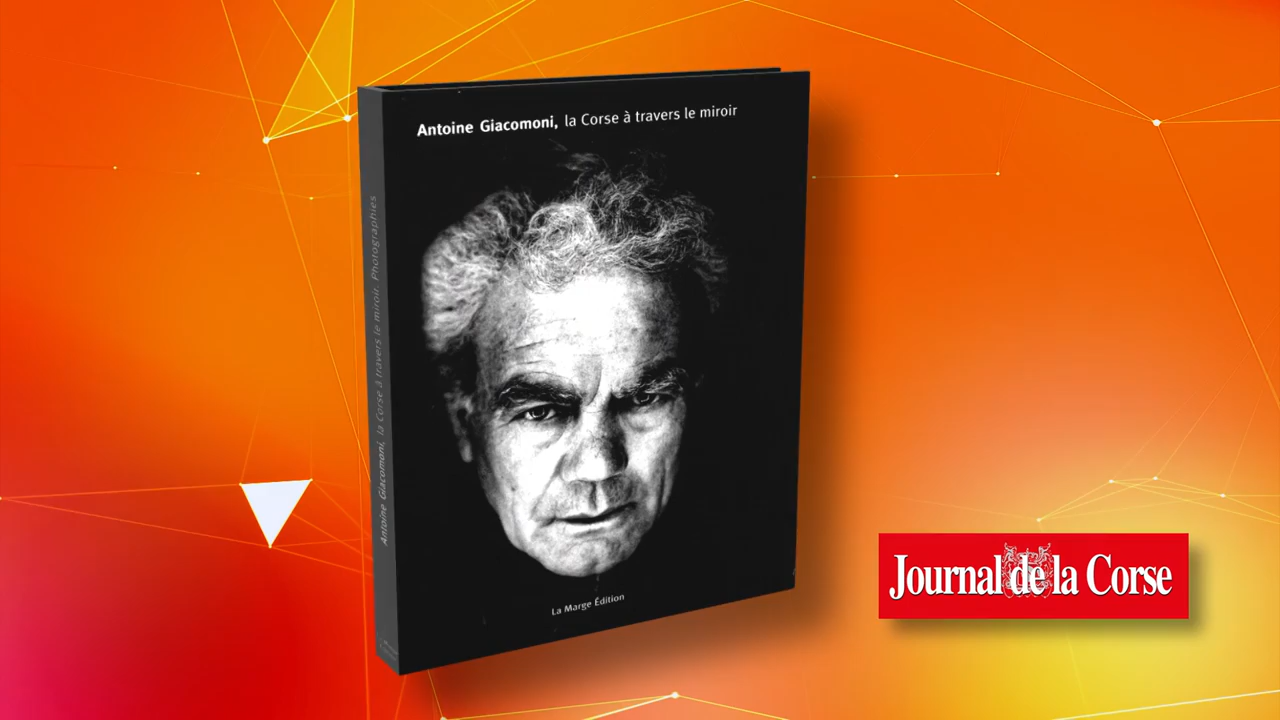 Antoine Giacomoni, la Corse à travers le miroir
Antoine Giacomoni, la Corse à travers le miroir. Photographies
La Marge Édition
Journal de la Corse